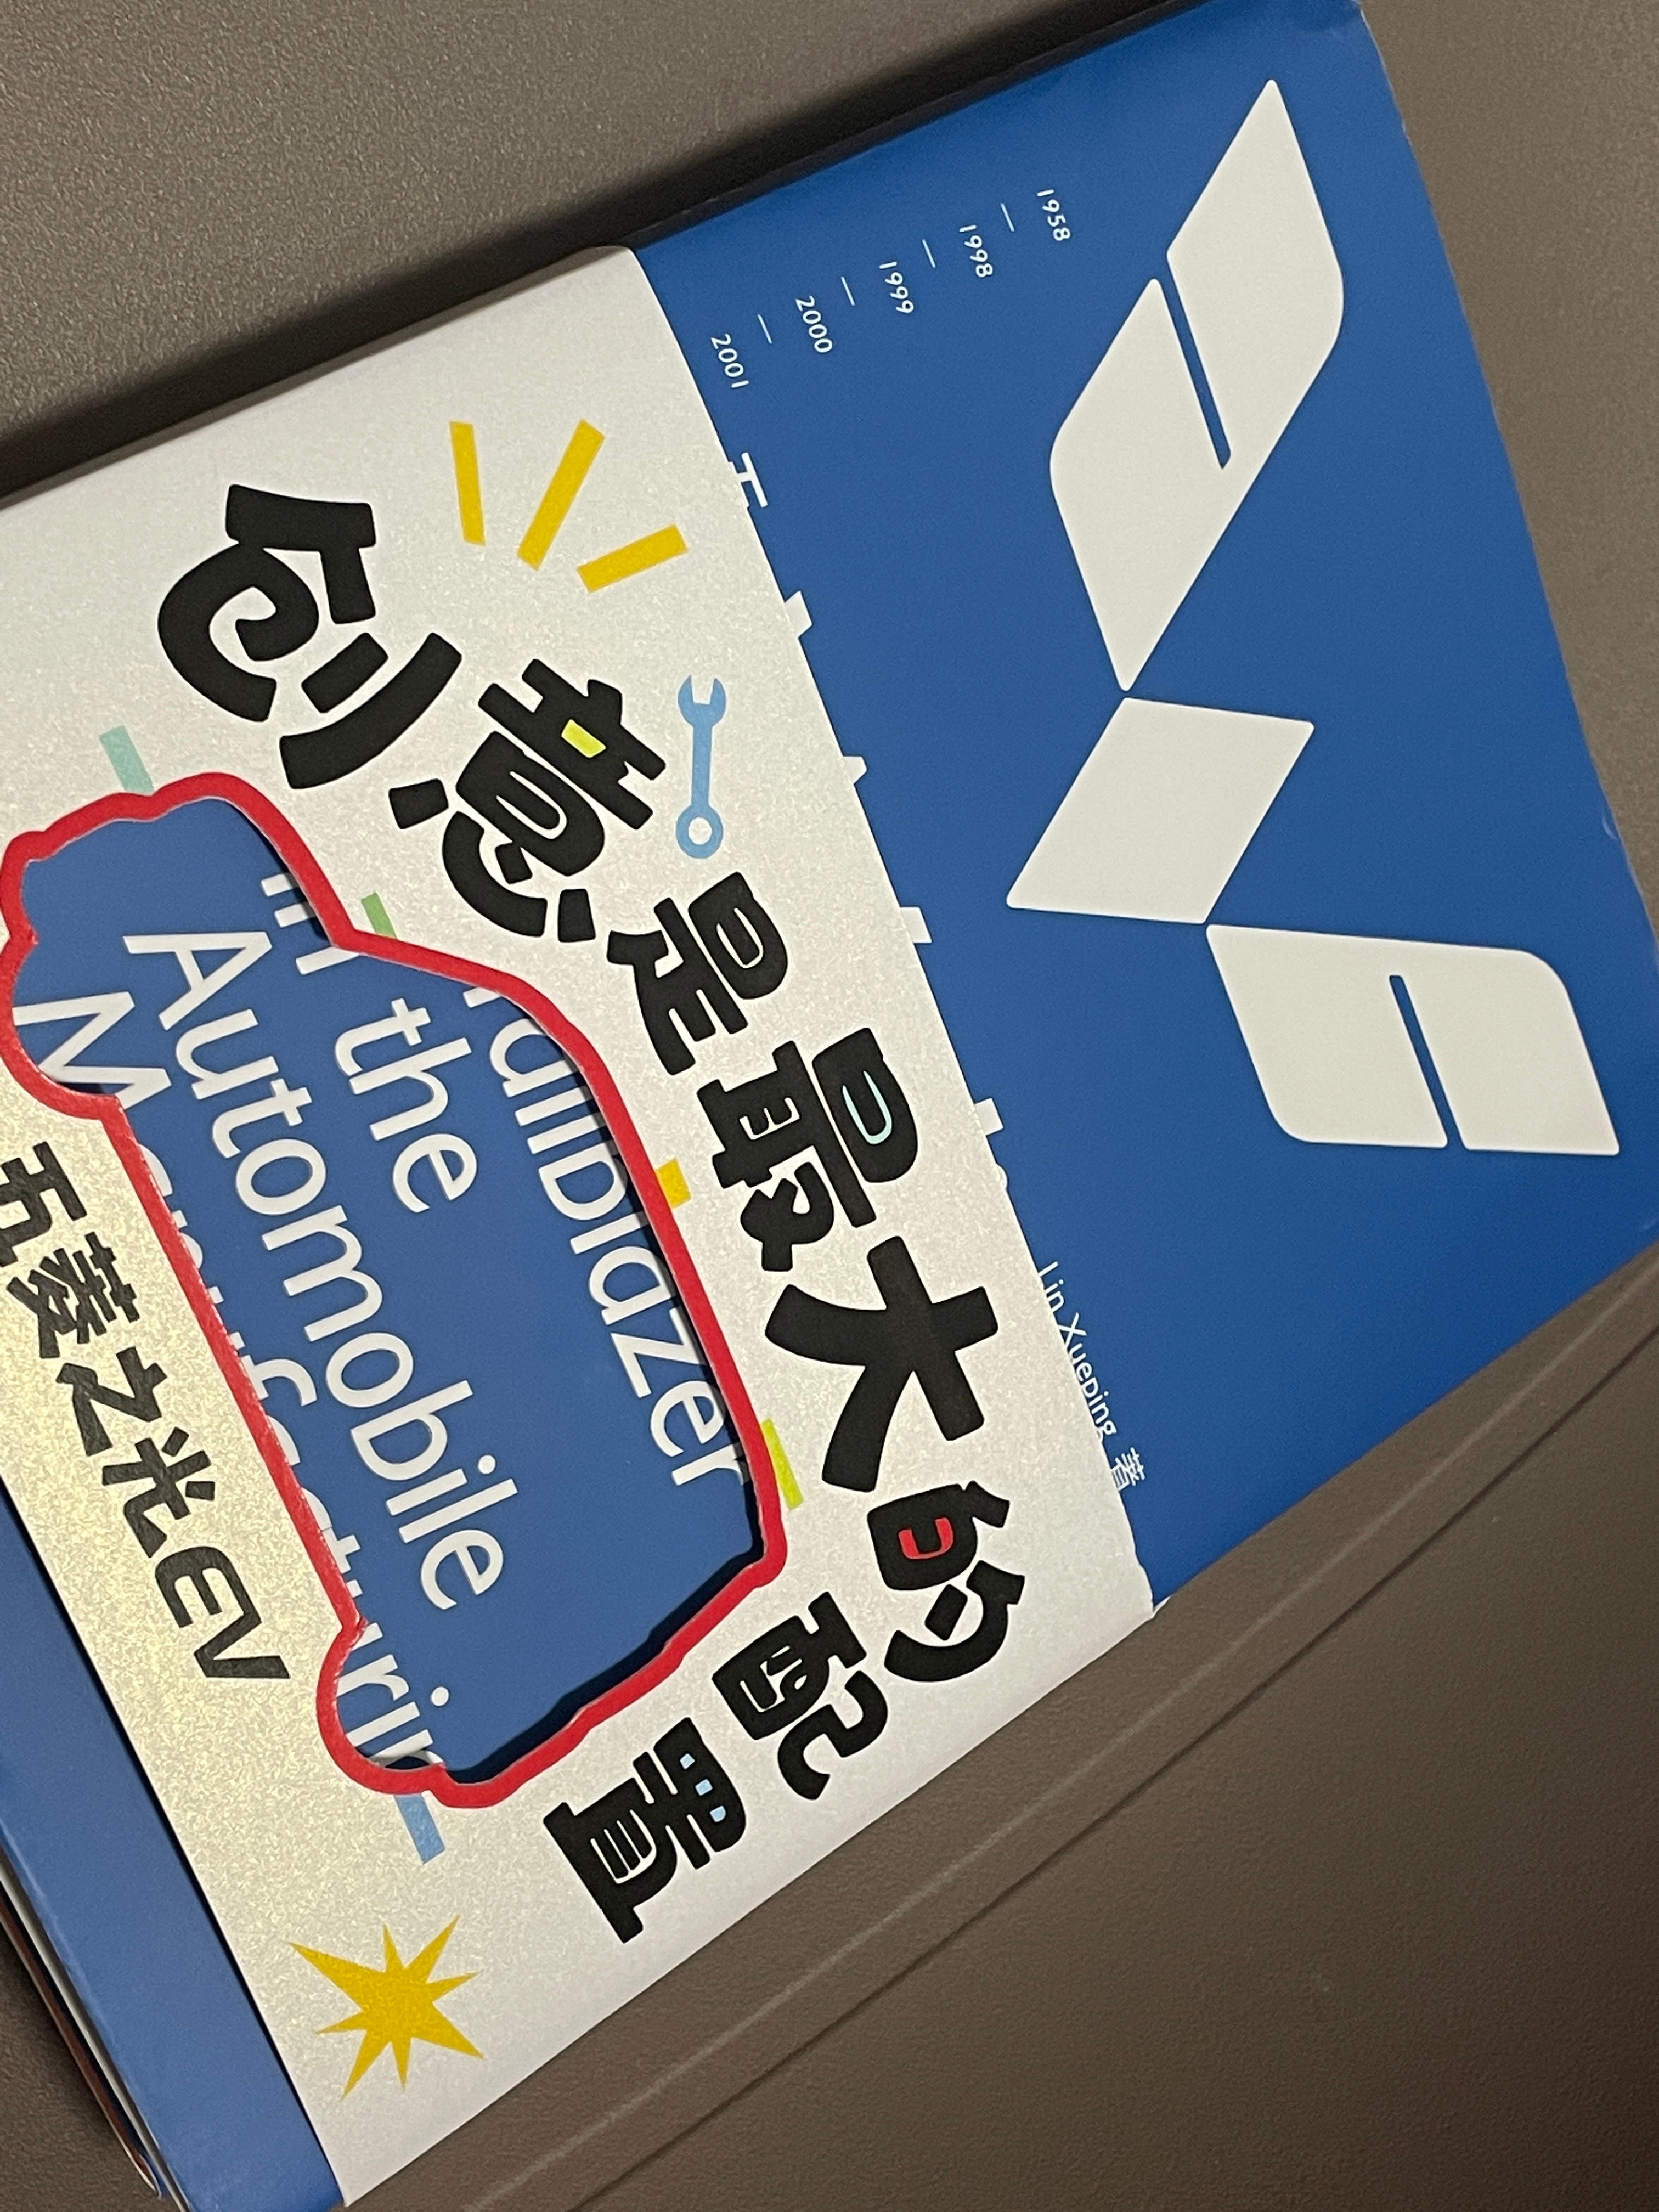 1958 — 1998 — 1999 — 2000 — 2001
Lin Xueping 著
创意是最大的配置
in the
Automobile
五菱之光EV